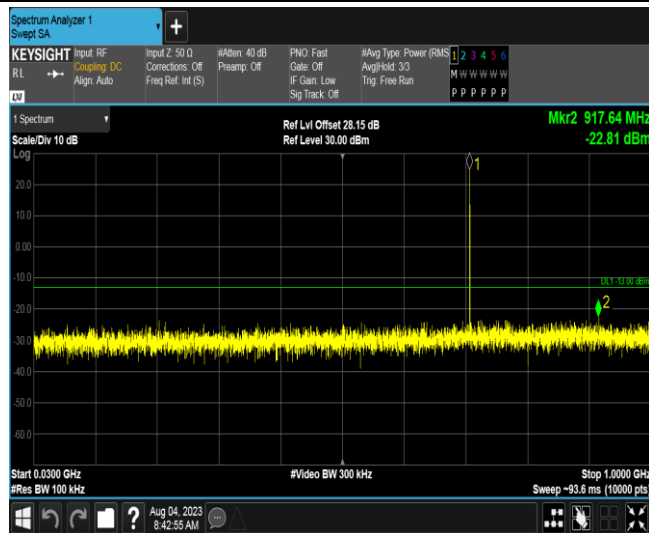 Spectrum Analyzer 1
Swept SA
+
KEYSIGHT
RL
LXI
Input: RF
Coupling: DC
Align: Auto
Input Z: 50 Ω
Corrections: Off
Freq Ref: Int (S)
#Atten: 40 dB
Preamp: Off
PNO: Fast
Gate: Off
IF Gain: Low
Sig Track: Off
#Avg Type: Power (RMS
Avg|Hold: 3/3
Trig: Free Run
1 2 3 4 5 6
M W W W W W
P P P P P P
1 Spectrum
Scale/Div 10 dB
Ref Lvl Offset 28.15 dB
Ref Level 30.00 dBm
Mkr2 917.64 MHz
-22.81 dBm
Log
1
20.0
10.0
0.00
-10.0
DL1 -13.00 dBm
-20.0
2
-30.0
-40.0
-50.0
-60.0
Start 0.0300 GHz
#Res BW 100 kHz
#Video BW 300 kHz
Stop 1.0000 GHz
Sweep ~93.6 ms (10000 pts)
?
Aug 04, 2023
8:42:55 AM